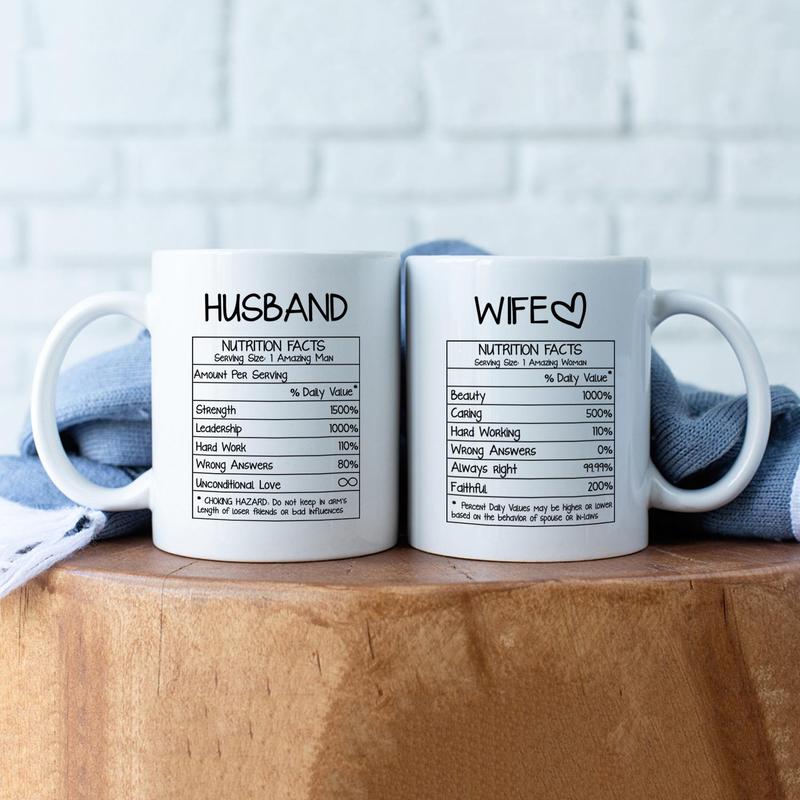 HUSBAND
NUTRITION FACTS
Serving Size: 1 Amazing Man
Amount Per Serving
% Daily Value*
Strength 1500%
Leadership 1000%
Hard Work 110%
Wrong Answers 80%
Unconditional Love ∞
* CHOKING HAZARD: Do not keep in arm's
Length of loser friends or bad influences
WIFE♡
NUTRITION FACTS
Serving Size: 1 Amazing Woman
% Daily Value*
Beauty 1000%
Caring 500%
Hard Working 110%
Wrong Answers 0%
Always right 99.99%
Faithful 200%
* Percent Daily Values may be higher or lower
based on the behavior of spouse or in-laws